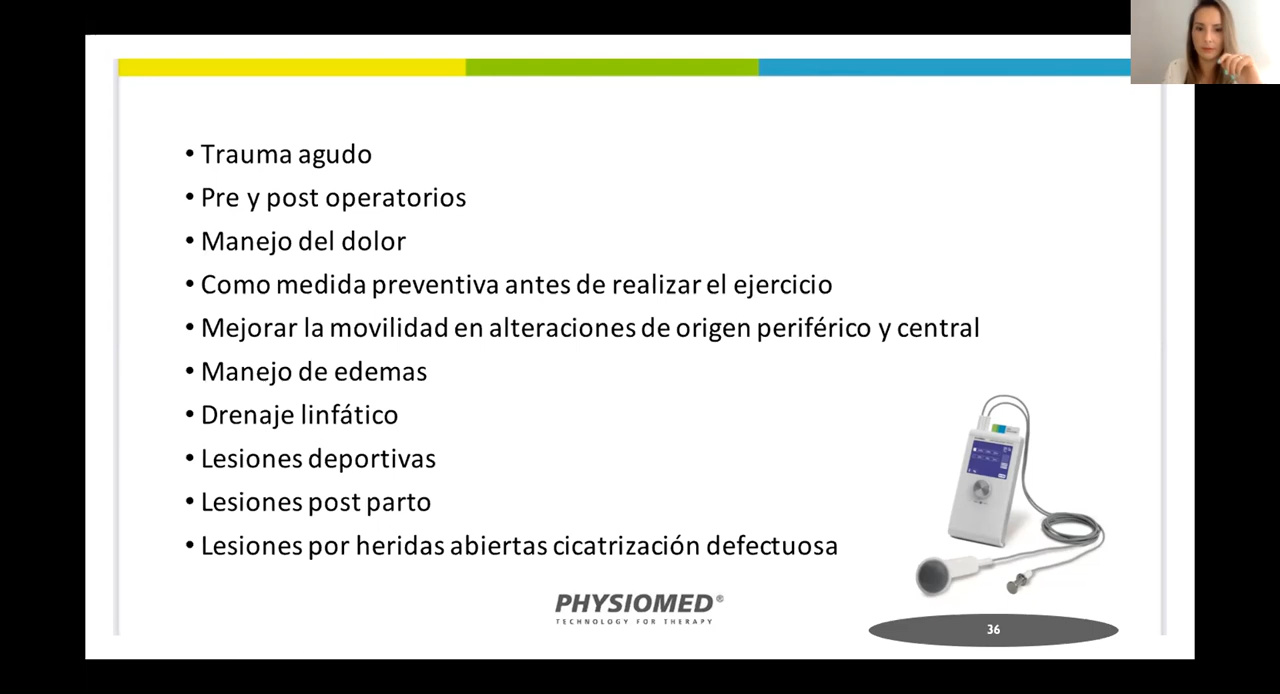 • Trauma agudo
• Pre y post operatorios
• Manejo del dolor
• Como medida preventiva antes de realizar el ejercicio
• Mejorar la movilidad en alteraciones de origen periférico y central
• Manejo de edemas
• Drenaje linfático
• Lesiones deportivas
• Lesiones post parto
• Lesiones por heridas abiertas cicatrización defectuosa
PHYSIOMED®
TECHNOLOGY FOR THERAPY
36